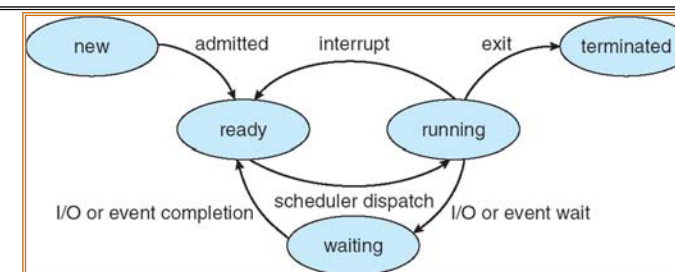 new admitted interrupt exit terminated
ready running
scheduler dispatch
I/O or event completion I/O or event wait
waiting